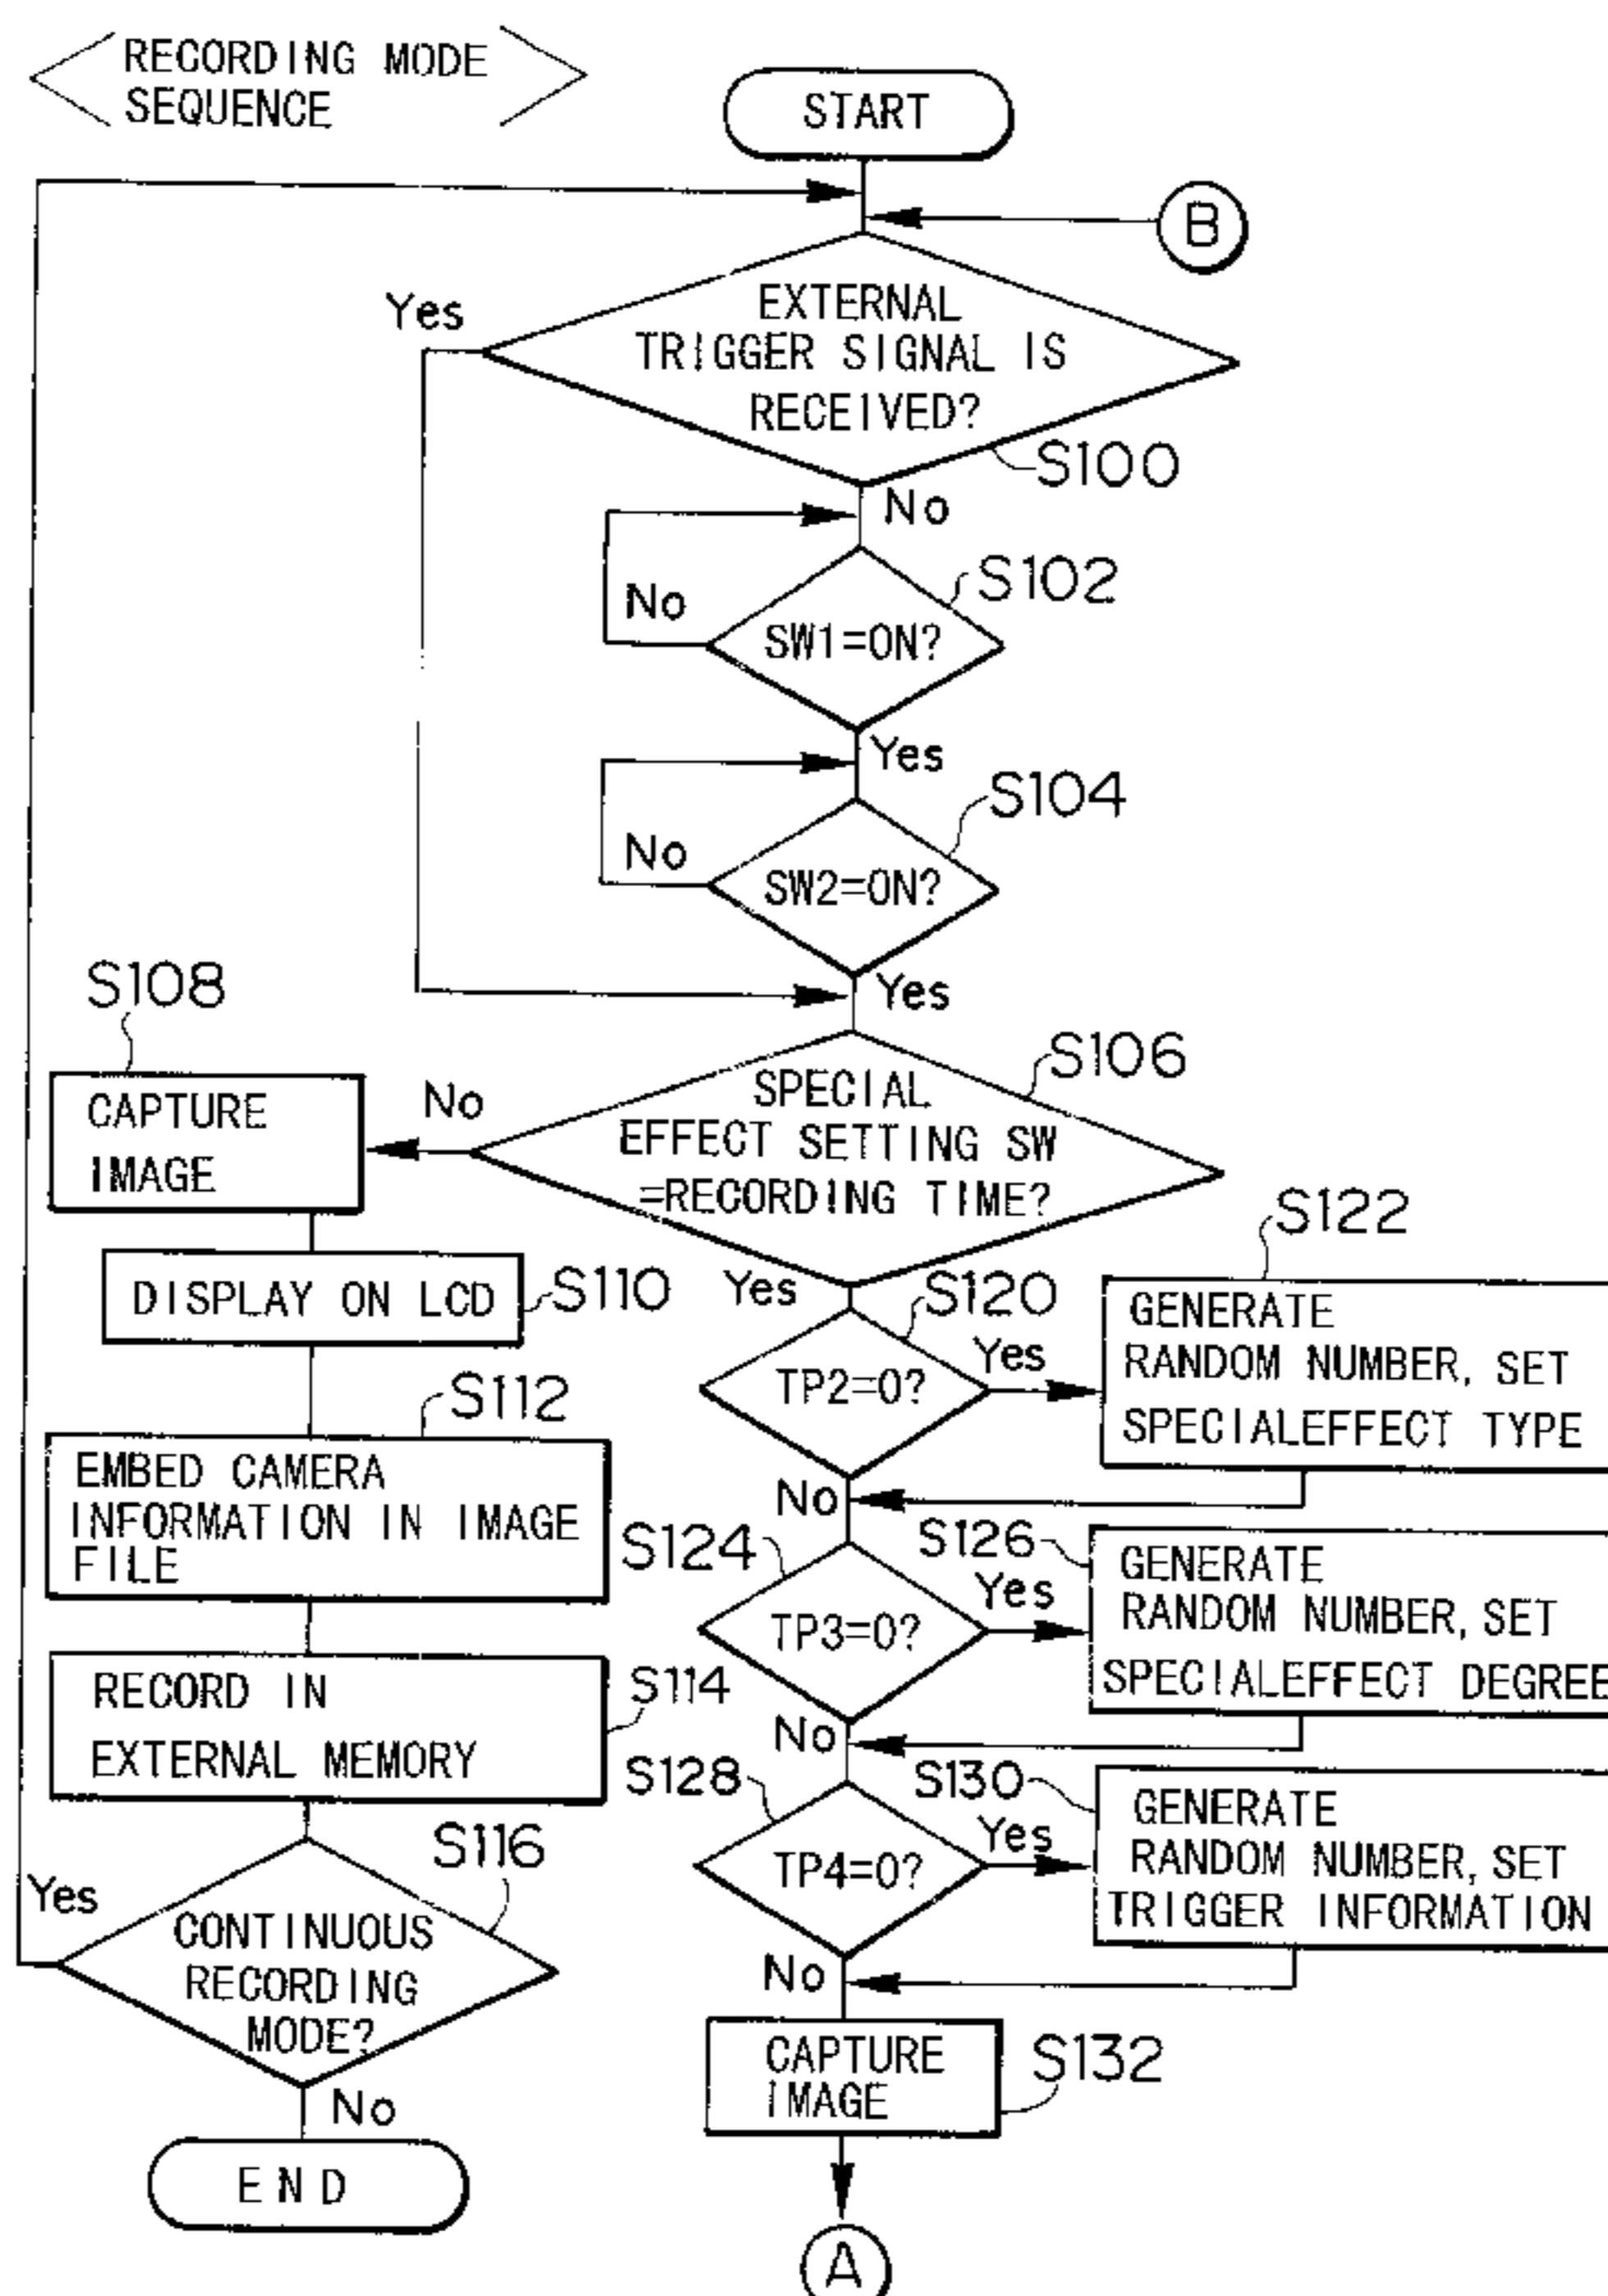 RECORDING MODE
SEQUENCE
START
B
EXTERNAL
TRIGGER SIGNAL IS
RECEIVED?
Yes
S100
No
S102
No
SW1=ON?
Yes
S104
No
SW2=ON?
Yes
S106
SPECIAL
EFFECT SETTING SW
=RECORDING TIME?
No
S108
CAPTURE
IMAGE
DISPLAY ON LCD
S110
S112
EMBED CAMERA
INFORMATION IN IMAGE
FILE
RECORD IN
EXTERNAL MEMORY
S114
S116
Yes
CONTINUOUS
RECORDING
MODE?
No
END
Yes
S120
TP2=0?
Yes
S122
GENERATE
RANDOM NUMBER, SET
SPECIALEFFECT TYPE
No
S124
TP3=0?
Yes
S126
GENERATE
RANDOM NUMBER, SET
SPECIALEFFECT DEGREE
No
S128
TP4=0?
Yes
S130
GENERATE
RANDOM NUMBER, SET
TRIGGER INFORMATION
No
CAPTURE
IMAGE
S132
A